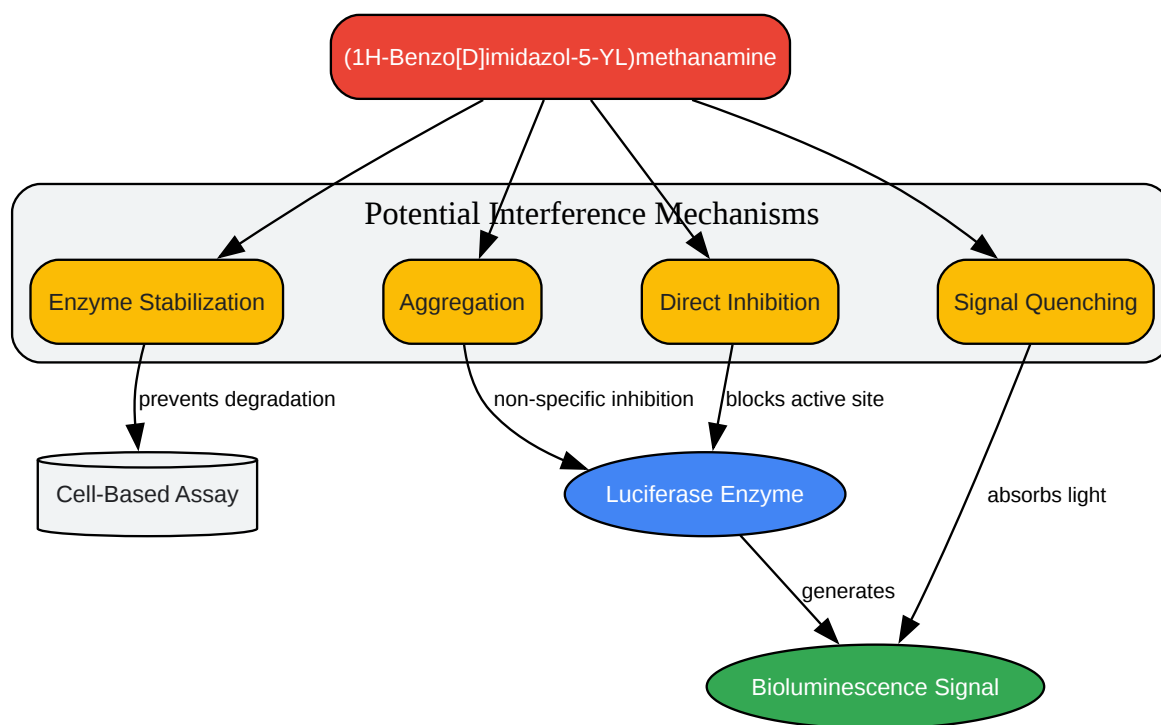 (1H-Benzo[D]imidazol-5-YL)methanamine
Potential Interference Mechanisms
Enzyme Stabilization
Aggregation
Direct Inhibition
Signal Quenching
prevents degradation
non-specific inhibition
blocks active site
Cell-Based Assay
Luciferase Enzyme
absorbs light
generates
Bioluminescence Signal